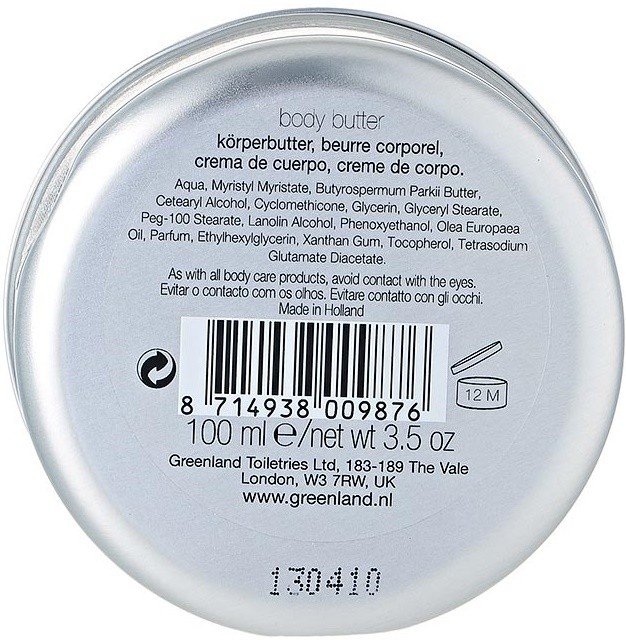 body butter
körperbutter, beurre corporel,
crema de cuerpo, creme de corpo.
Aqua, Myristyl Myristate, Butyrospermum Parkii Butter,
Cetearyl Alcohol, Cyclomethicone, Glycerin, Glyceryl Stearate,
Peg-100 Stearate, Lanolin Alcohol, Phenoxyethanol, Olea Europaea
Oil, Parfum, Ethylhexylglycerin, Xanthan Gum, Tocopherol, Tetrasodium
Glutamate Diacetate.
As with all body care products, avoid contact with the eyes.
Evitar o contacto com os olhos. Evitare contatto con gli occhi.
Made in Holland
12 M
8 714938 009876
100 ml e/net wt 3.5 oz
Greenland Toiletries Ltd, 183-189 The Vale
London, W3 7RW, UK
www.greenland.nl
130410